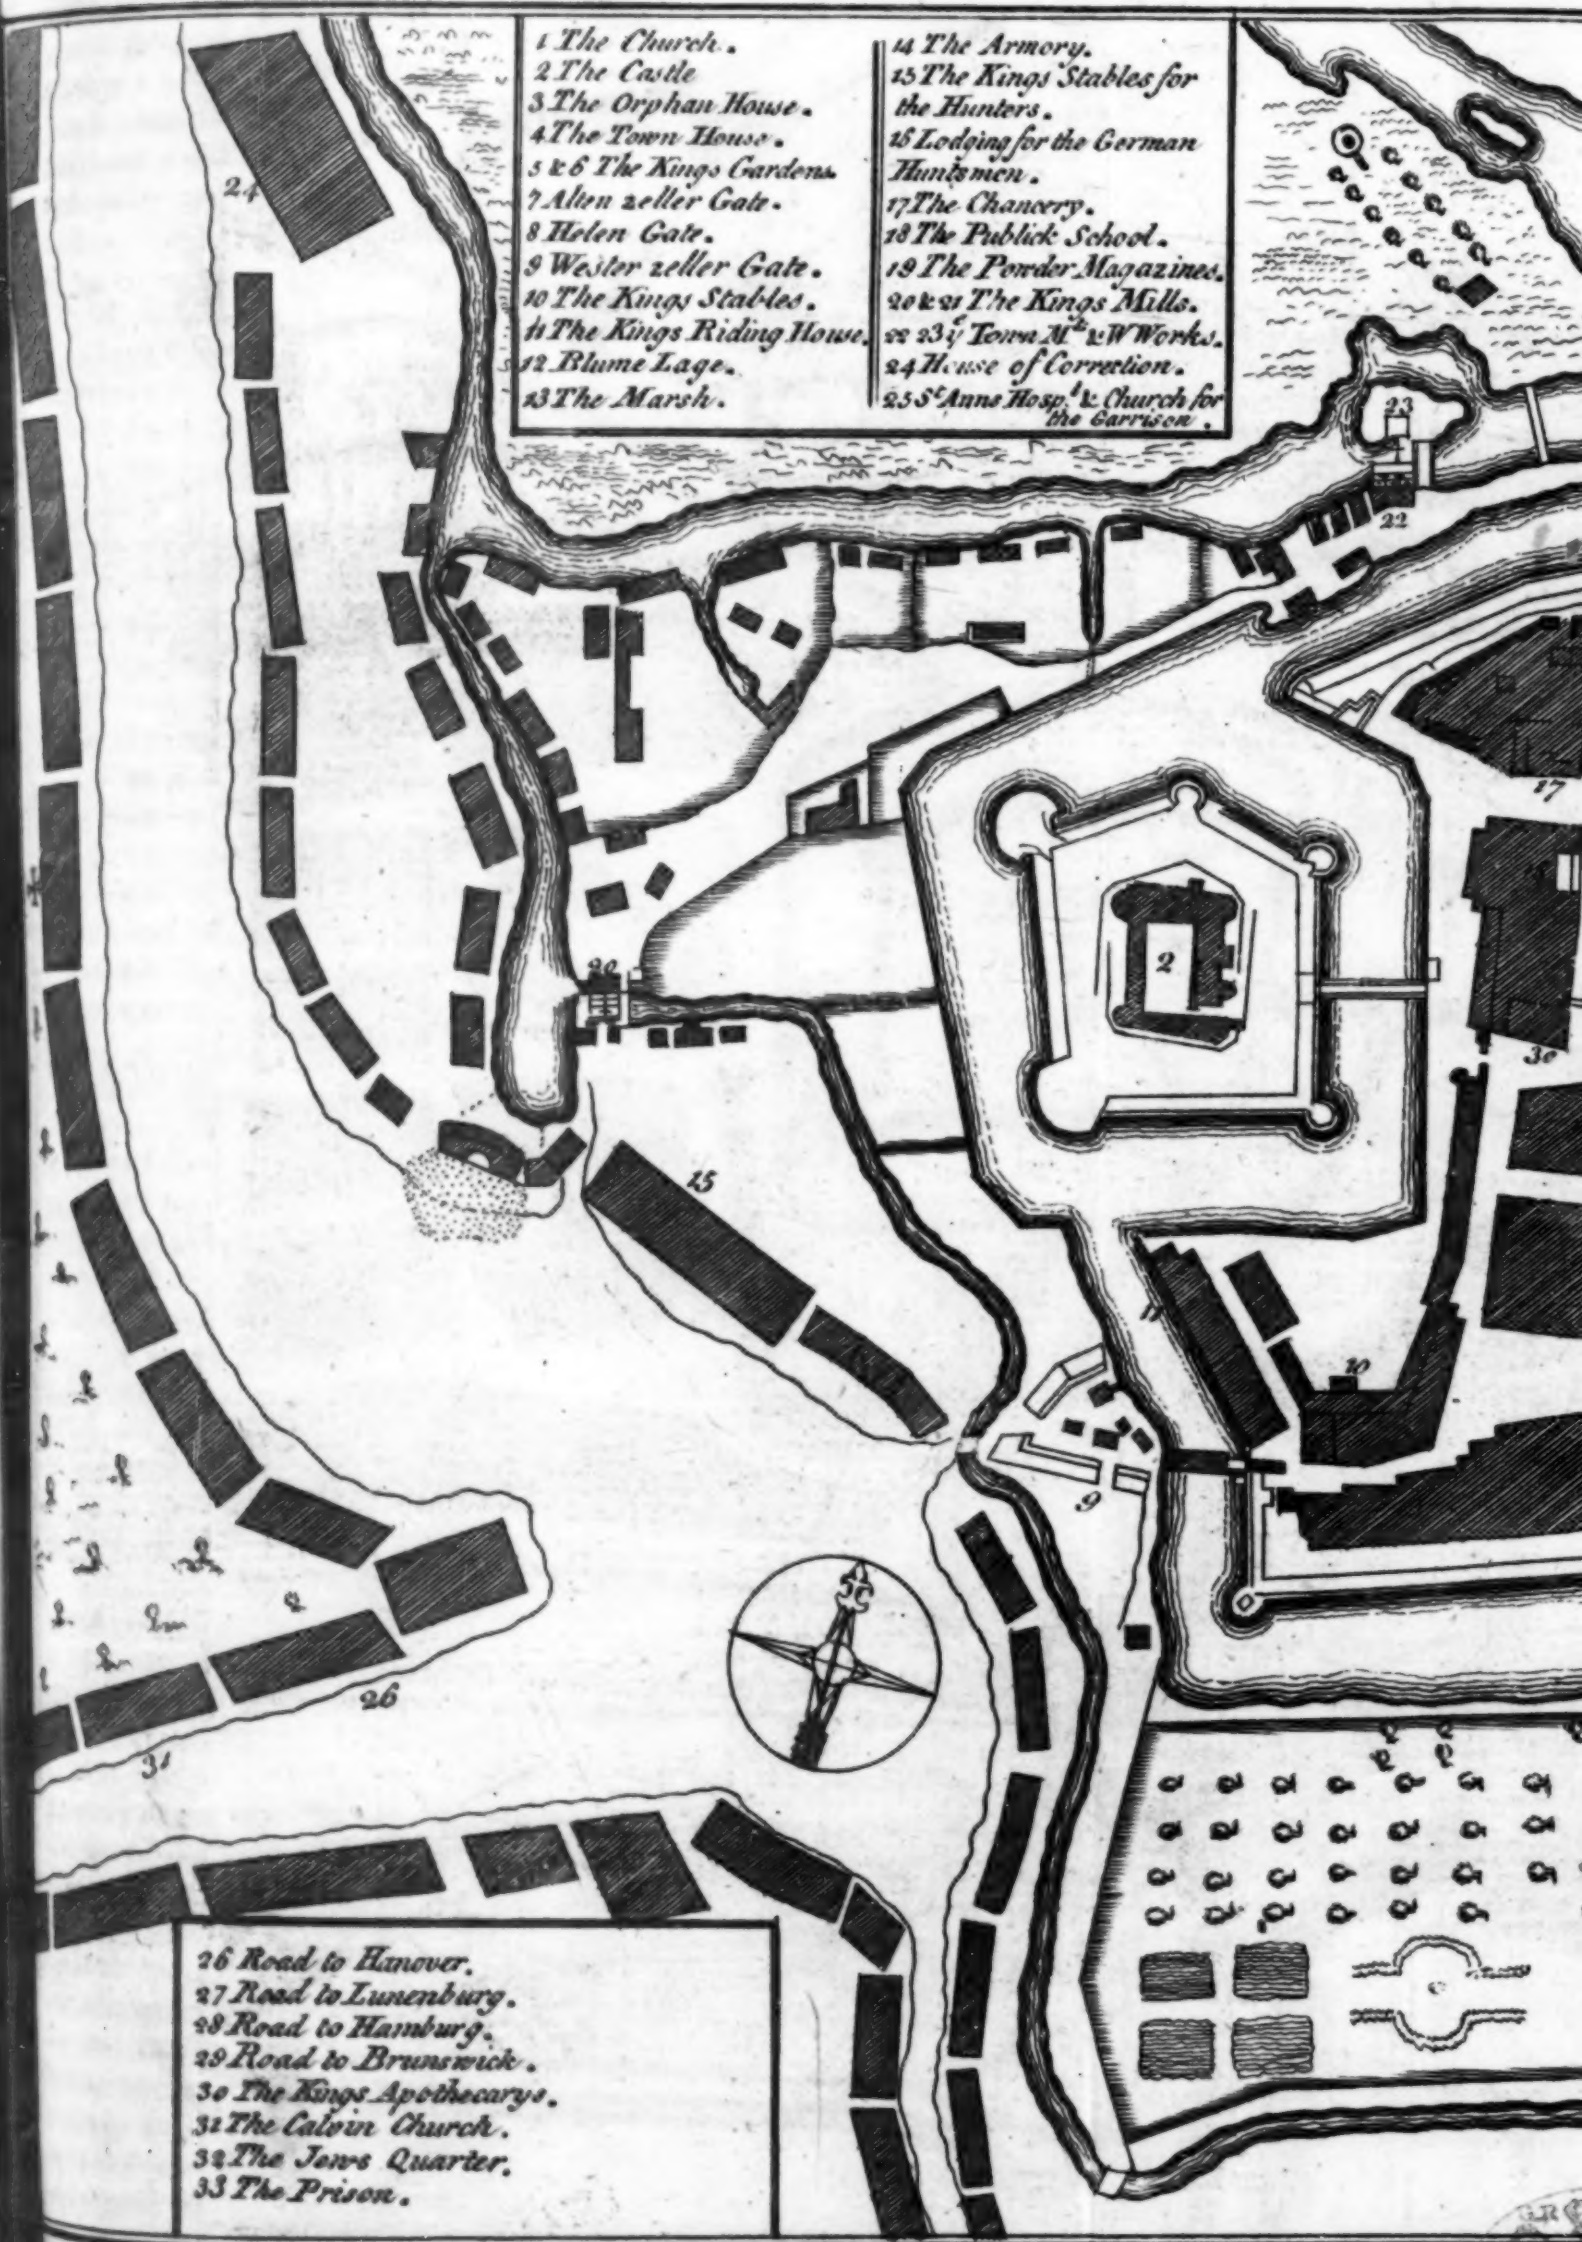 1 The Church.
2 The Castle
3 The Orphan House.
4 The Town House.
5 & 6 The Kings Gardens.
7 Alten zeller Gate.
8 Helen Gate.
9 Wester zeller Gate.
10 The Kings Stables.
11 The Kings Riding House.
12 Blume Lage.
13 The Marsh.
14 The Armory.
15 The Kings Stables for
the Hunters.
16 Lodging for the German
Huntsmen.
17 The Chancery.
18 The Publick School.
19 The Powder Magazines.
20 & 21 The Kings Mills.
22 23 ye Town Mls & W Works.
24 House of Correction.
25 St Anns Hospl & Church for
the Garrison.
24
23
22
17
2
20
30
15
11
10
9
26
31
26 Road to Hanover.
27 Road to Lunenburg.
28 Road to Hamburg.
29 Road to Brunswick.
30 The Kings Apothecarys.
31 The Calvin Church.
32 The Jews Quarter.
33 The Prison.